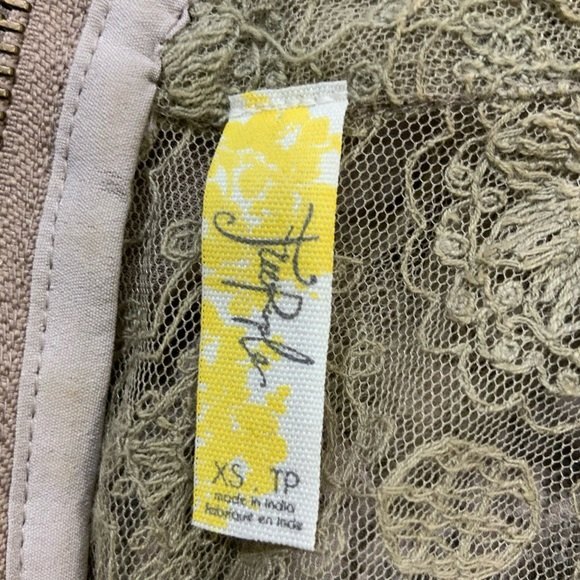 Free People
XS . TP
made in india
fabriqué en inde